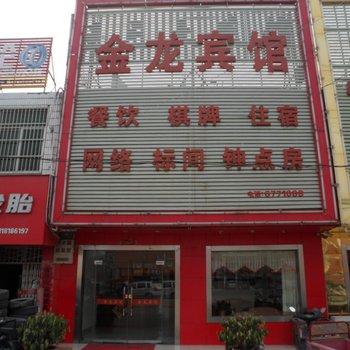 金龙宾馆
餐饮 棋牌 住宿
网络 标间 钟点房
电话:6771088
胎
18186197